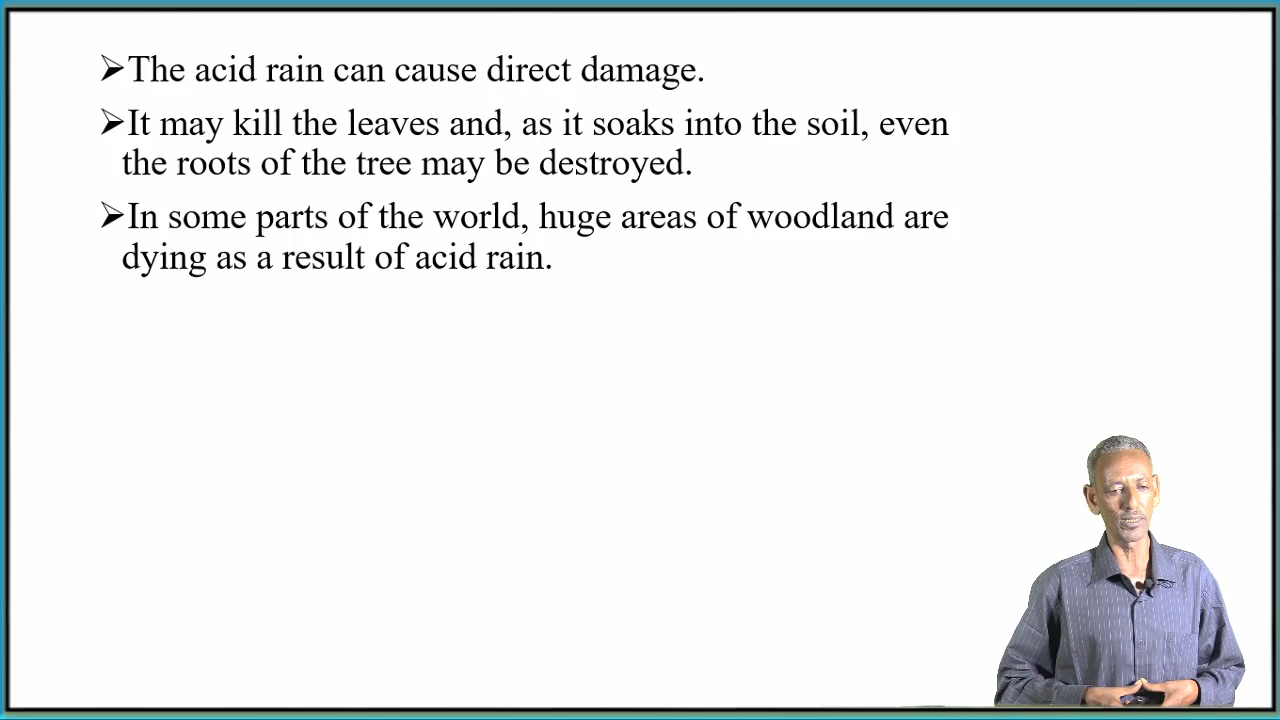 ➢The acid rain can cause direct damage.
➢It may kill the leaves and, as it soaks into the soil, even
the roots of the tree may be destroyed.
➢In some parts of the world, huge areas of woodland are
dying as a result of acid rain.